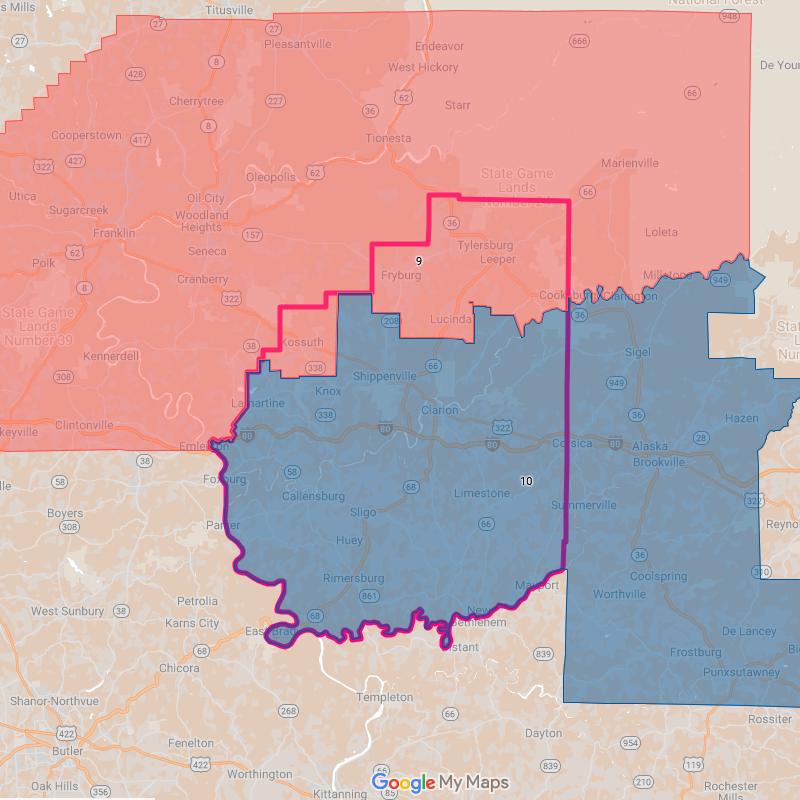 s Mills
Titusville
National Forest
27
27
948
Pleasantville
Endeavor
666
27
8
West Hickory
De Your
428
Cherrytree
227
62
Starr
66
36
8
Cooperstown
417
Tionesta
427
322
62
Marienville
Oleopolis
State Game
Lands
Utica
Oil City
66
Sugarcreek
Woodland
Heights
36
Franklin
157
Loleta
62
Seneca
Tylersburg
Leeper
Polk
9
Fryburg
Cranberry
949
8
322
State Game
Lands
Number 39
208
Lucinda
36
38
Kossuth
Sigel
Kennerdell
338
66
308
Shippenville
949
Knox
Lamartine
338
Clarion
36
Hazen
Clintonville
322
28
keyville
80
80
80
80
Emlenton
Corsica
Alaska
Brookville
38
Foxburg
58
10
58
68
322
Callensburg
Limestone
Summerville
Boyers
Sligo
308
Parker
66
Reynol
Huey
36
310
Rimersburg
Coolspring
Mayport
Petrolia
861
Worthville
West Sunbury
38
Karns City
68
New
Bethlehem
De Lancey
East Brady
68
Distant
839
Frostburg
Chicora
Punxsutawney
Shanor-Northvue
Templeton
268
66
Rossiter
422
Dayton
Butler
Fenelton
954
422
66
839
119
Worthington
Oak Hills
Google My Maps
210
Rochester
Mills
356
Kittanning
85